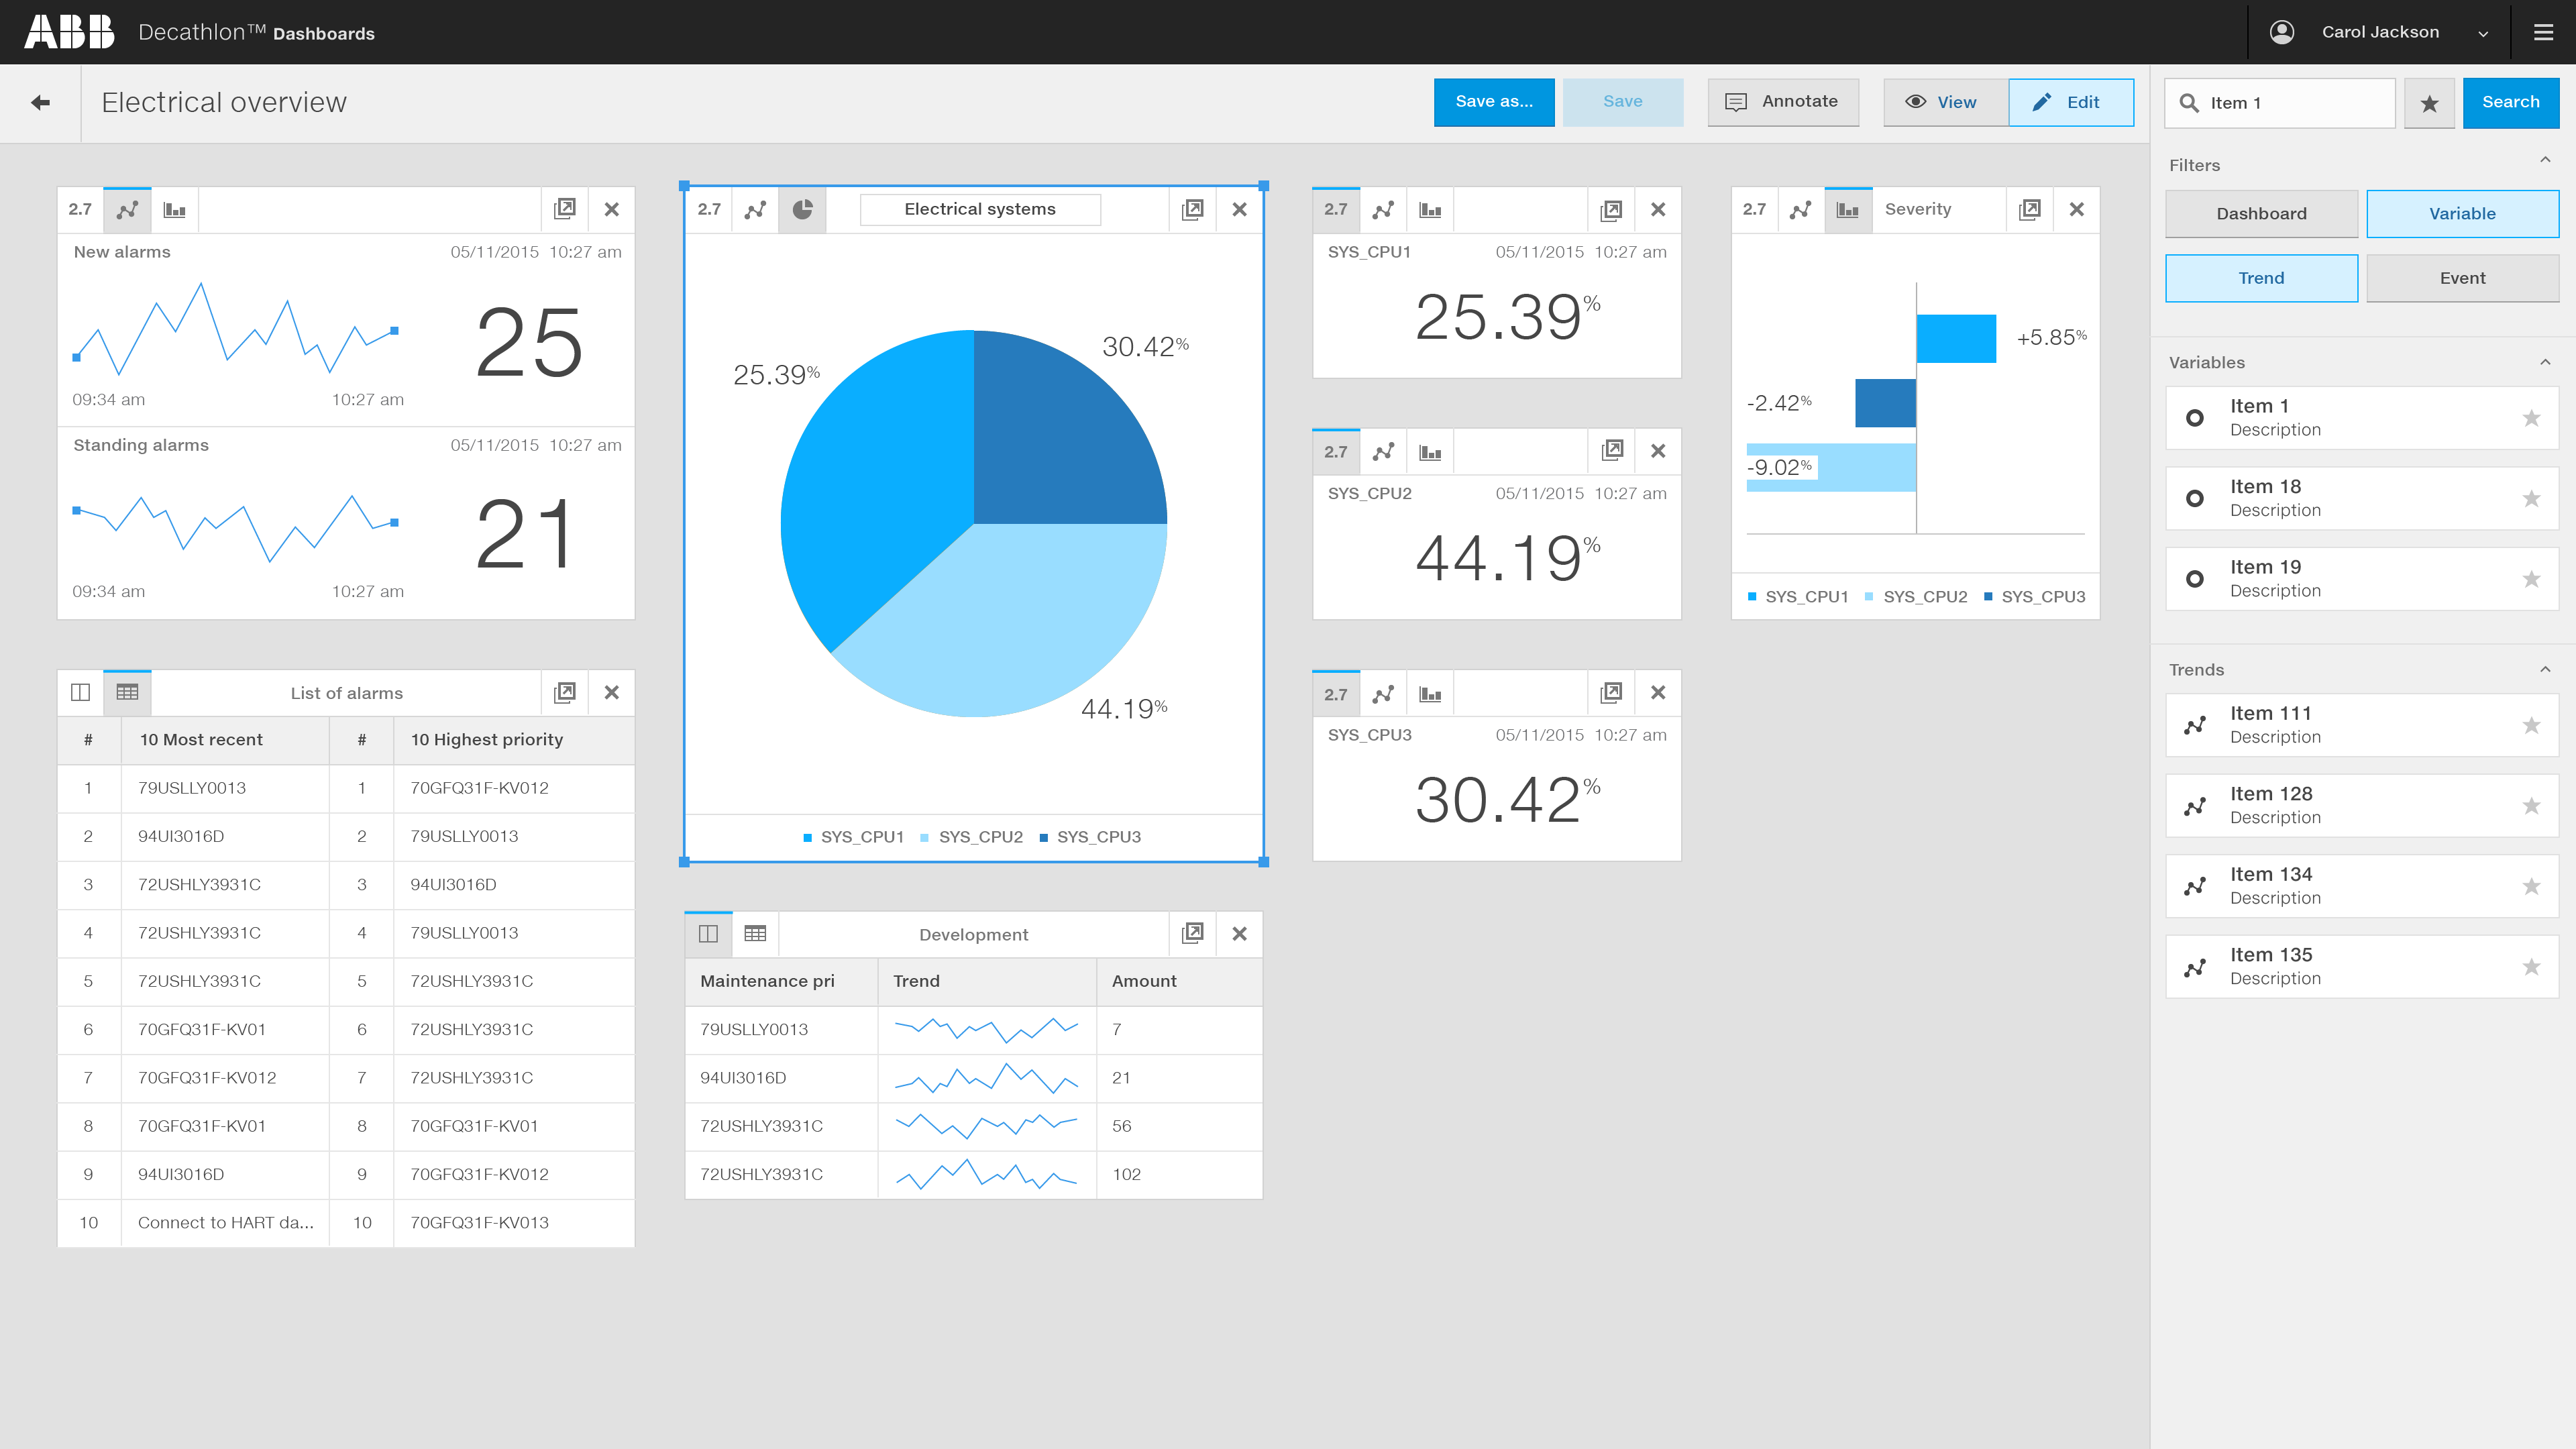 ABB Decathlon™ Dashboards
Carol Jackson
Electrical overview
Save as...
Save
Annotate
View
Edit
Item 1
Search
2.7
New alarms
05/11/2015 10:27 am
25
09:34 am
10:27 am
Standing alarms
05/11/2015 10:27 am
21
09:34 am
10:27 am
2.7
Electrical systems
25.39%
30.42%
44.19%
SYS_CPU1 SYS_CPU2 SYS_CPU3
2.7
SYS_CPU1 05/11/2015 10:27 am
25.39%
2.7
SYS_CPU2 05/11/2015 10:27 am
44.19%
2.7
SYS_CPU3 05/11/2015 10:27 am
30.42%
2.7
Severity
+5.85%
-2.42%
-9.02%
SYS_CPU1 SYS_CPU2 SYS_CPU3
List of alarms
# 10 Most recent # 10 Highest priority
1 79USLLY0013 1 70GFQ31F-KV012
2 94UI3016D 2 79USLLY0013
3 72USHLY3931C 3 94UI3016D
4 72USHLY3931C 4 79USLLY0013
5 72USHLY3931C 5 72USHLY3931C
6 70GFQ31F-KV01 6 72USHLY3931C
7 70GFQ31F-KV012 7 72USHLY3931C
8 70GFQ31F-KV01 8 70GFQ31F-KV01
9 94UI3016D 9 70GFQ31F-KV012
10 Connect to HART da... 10 70GFQ31F-KV013
Development
Maintenance pri Trend Amount
79USLLY0013 7
94UI3016D 21
72USHLY3931C 56
72USHLY3931C 102
Filters
Dashboard
Variable
Trend
Event
Variables
Item 1
Description
Item 18
Description
Item 19
Description
Trends
Item 111
Description
Item 128
Description
Item 134
Description
Item 135
Description